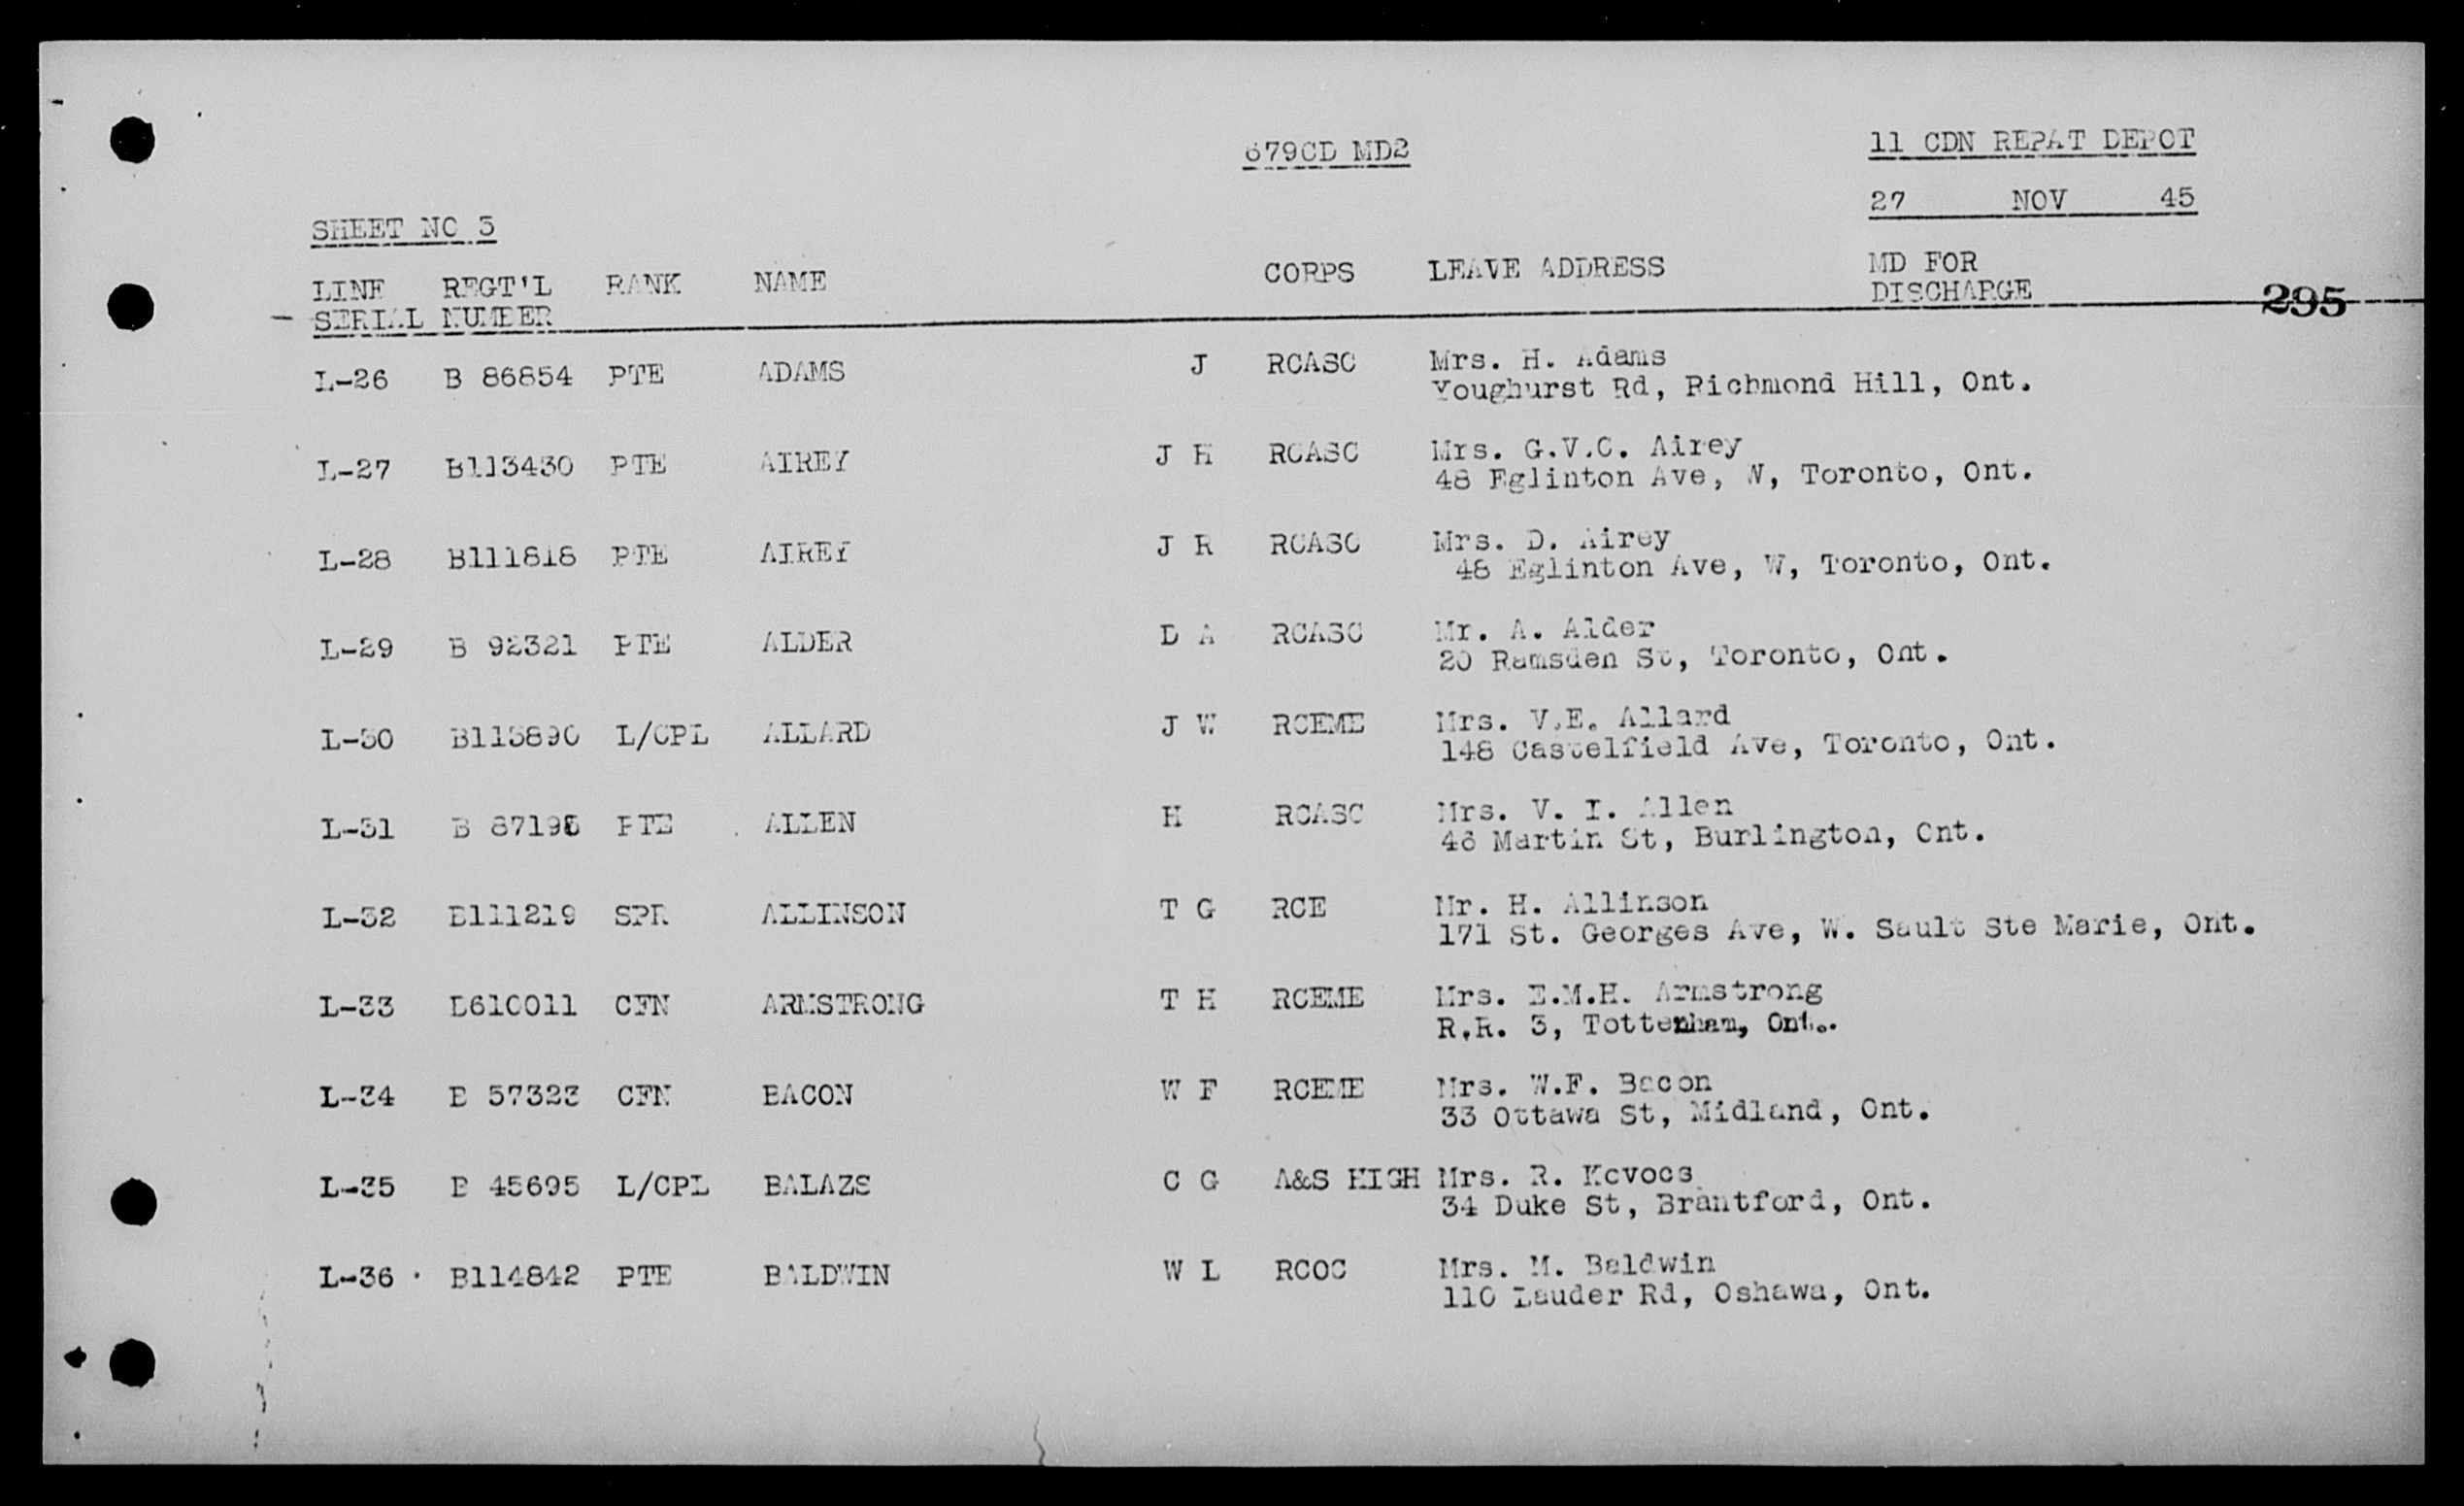 679CD MD2
11 CDN REPAT DEPOT
27 NOV 45
SHEET NO 3
LINE REGT'L RANK NAME CORPS LEAVE ADDRESS MD FOR
SERIAL NUMBER DISCHARGE
295
L-26 B 86854 PTE ADAMS J RCASC Mrs. H. Adams
Youghurst Rd, Richmond Hill, Ont.
L-27 B113430 PTE AIREY J H RCASC Mrs. G.V.C. Airey
48 Eglinton Ave, W, Toronto, Ont.
L-28 B111818 PTE AIREY J R RCASC Mrs. D. Airey
48 Eglinton Ave, W, Toronto, Ont.
L-29 B 92321 PTE ALDER D A RCASC Mr. A. Alder
20 Ramsden St, Toronto, Ont.
L-30 L/CPL ALLARD J W RCEME Mrs. V.E. Allard
148 Castelfield Ave, Toronto, Ont.
L-31 B PTE ALLEN H RCASC Mrs. V. I. Allen
Martin St, Burlington, Ont.
L-32 B111219 SPR ALLINSON T G RCE Mr. H. Allinson
171 St. Georges Ave, W. Sault Ste Marie, Ont.
L-33 B610011 CFN ARMSTRONG T H RCEME Mrs. E.M.H. Armstrong
R.R. 3, Tottenham, Ont.
L-34 B 57323 CFN BACON W F RCEME Mrs. W.F. Bacon
33 Ottawa St, Midland, Ont.
L-35 B 45695 L/CPL BALAZS C G A&S HIGH Mrs. R. Kovocs
34 Duke St, Brantford, Ont.
L-36 B114842 PTE BALDWIN W L RCOC Mrs. M. Baldwin
110 Lauder Rd, Oshawa, Ont.